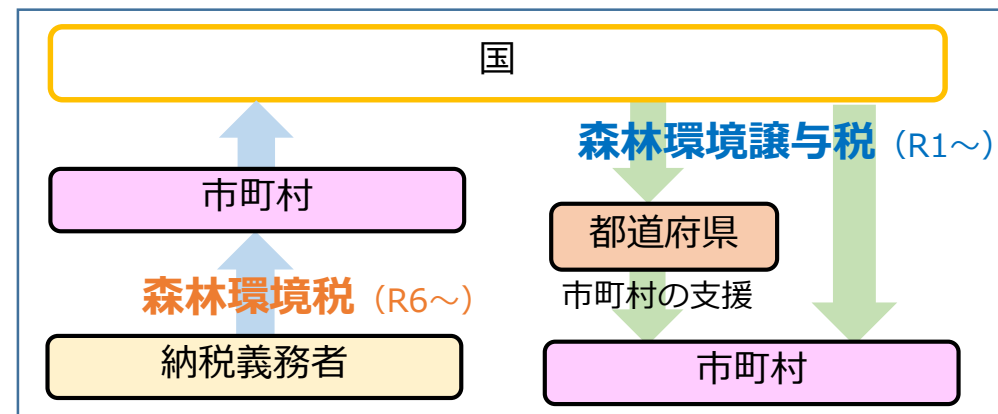 国
森林環境譲与税（R1～）
市町村
都道府県
森林環境税（R6～）
市町村の支援
納税義務者
市町村